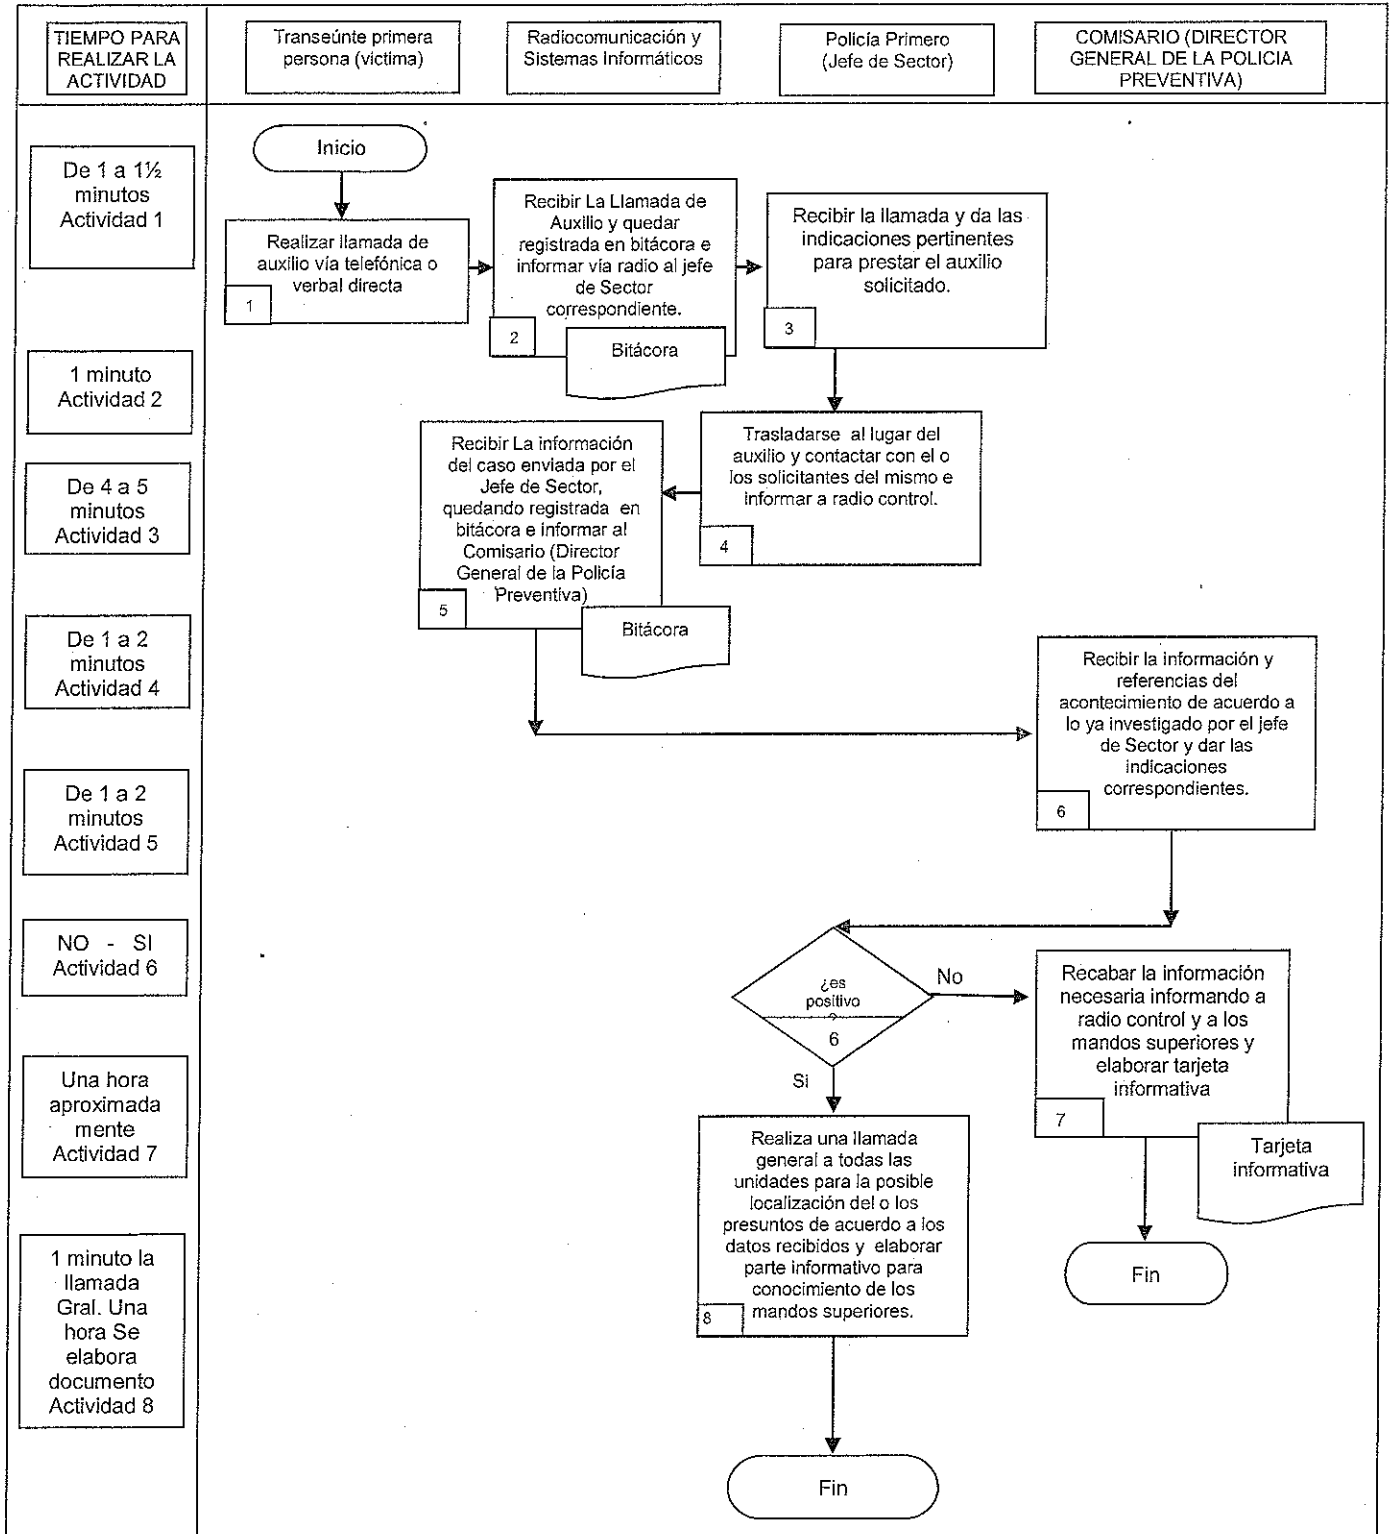 TIEMPO PARA
REALIZAR LA
ACTIVIDAD
Transeúnte primera
persona (victima)
Radiocomunicación y
Sistemas Informáticos
Policía Primero
(Jefe de Sector)
COMISARIO (DIRECTOR
GENERAL DE LA POLICIA
PREVENTIVA)
De 1 a 1½
minutos
Actividad 1
1 minuto
Actividad 2
De 4 a 5
minutos
Actividad 3
De 1 a 2
minutos
Actividad 4
De 1 a 2
minutos
Actividad 5
NO - SI
Actividad 6
Una hora
aproximada
mente
Actividad 7
1 minuto la
llamada
Gral. Una
hora Se
elabora
documento
Actividad 8
Inicio
Realizar llamada de
auxilio vía telefónica o
verbal directa
1
Recibir La Llamada de
Auxilio y quedar
registrada en bitácora e
informar vía radio al jefe
de Sector
correspondiente.
2
Bitácora
Recibir la llamada y da las
indicaciones pertinentes
para prestar el auxilio
solicitado.
3
Trasladarse al lugar del
auxilio y contactar con el o
los solicitantes del mismo e
informar a radio control.
4
Recibir La información
del caso enviada por el
Jefe de Sector,
quedando registrada en
bitácora e informar al
Comisario (Director
General de la Policía
Preventiva)
5
Bitácora
Recibir la información y
referencias del
acontecimiento de acuerdo a
lo ya investigado por el jefe
de Sector y dar las
indicaciones
correspondientes.
6
¿es
positivo
?
6
No
Si
Recabar la información
necesaria informando a
radio control y a los
mandos superiores y
elaborar tarjeta
informativa
7
Tarjeta
informativa
Fin
Realiza una llamada
general a todas las
unidades para la posible
localización del o los
presuntos de acuerdo a los
datos recibidos y elaborar
parte informativo para
conocimiento de los
mandos superiores.
8
Fin